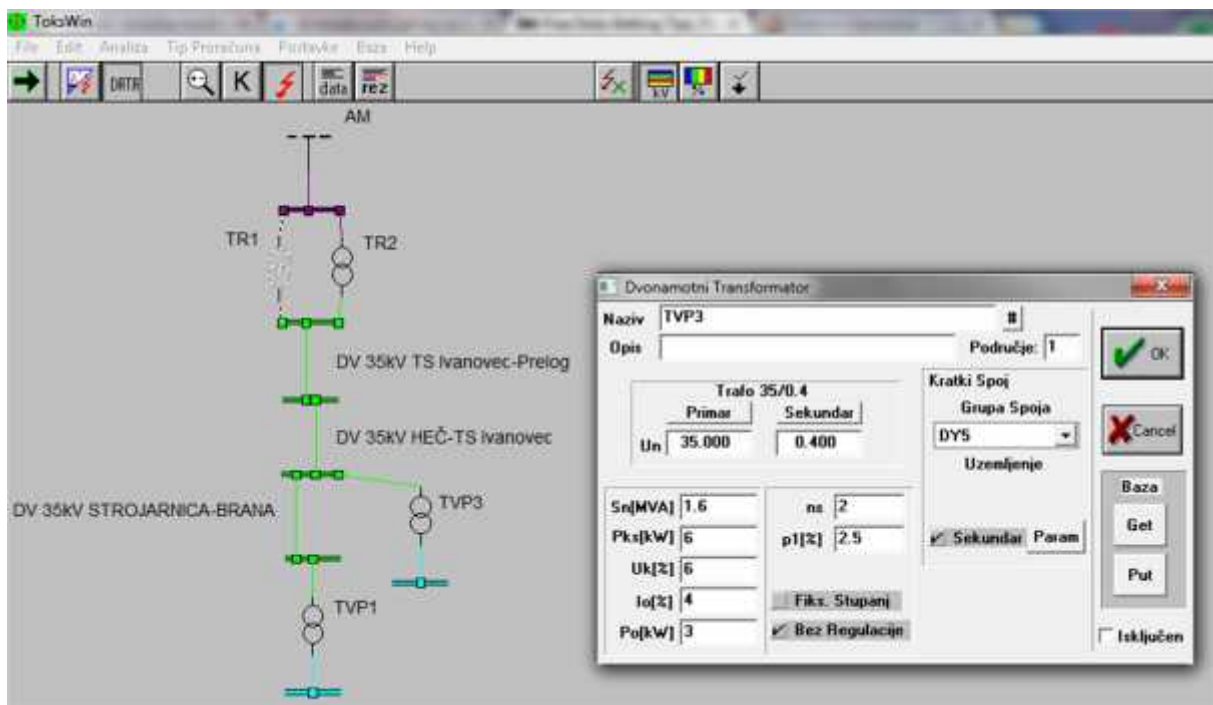 ToksWin
File Edit Analiza Tip Proračuna Postavke Baza Help
DRTR K data rez kV
AM
TR1 TR2
DV 35kV TS Ivanovec-Prelog
DV 35kV HEČ-TS Ivanovec
DV 35kV STROJARNICA-BRANA
TVP3
TVP1
Dvonamotni Transformator
Naziv TVP3 #
Opis Područje: 1
OK
Trafo 35/0.4
Primar Sekundar
Un 35.000 0.400
Kratki Spoj
Grupa Spoja
DY5
Uzemljenje
Cancel
Sn[MVA] 1.6 ns 2
Pks[kW] 6 p1[%] 2.5
Uk[%] 6
Io[%] 4 Fiks. Stupanj
Po[kW] 3 Bez Regulacije
Sekundar Param
Baza
Get
Put
Isključen